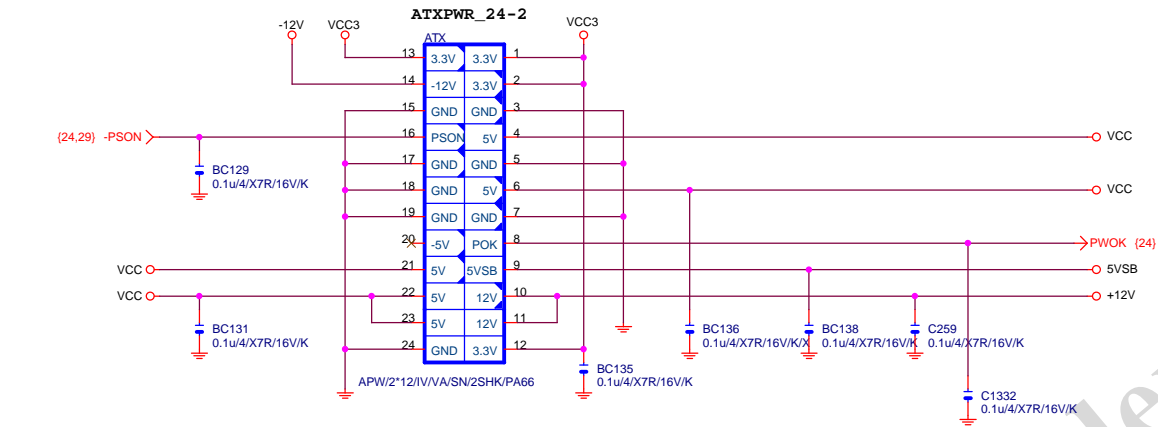 ATXPWR_24-2
-12V VCC3 VCC3
ATX
13 3.3V 3.3V 1
14 -12V 3.3V 2
15 GND GND 3
{24,29} -PSON 16 PSON 5V 4 VCC
17 GND GND 5
18 GND 5V 6 VCC
19 GND GND 7
20 -5V POK 8 PWOK {24}
VCC 21 5V 5VSB 9 5VSB
VCC 22 5V 12V 10 +12V
23 5V 12V 11
24 GND 3.3V 12
BC129
0.1u/4/X7R/16V/K
BC131
0.1u/4/X7R/16V/K
BC136
0.1u/4/X7R/16V/K/X
BC138
0.1u/4/X7R/16V/K
C259
0.1u/4/X7R/16V/K
APW/2*12/IV/VA/SN/2SHK/PA66
BC135
0.1u/4/X7R/16V/K
C1332
0.1u/4/X7R/16V/K